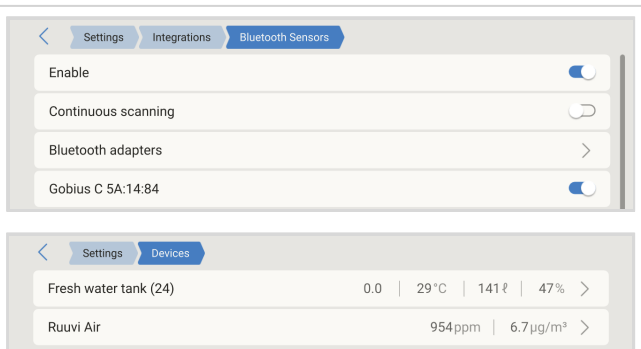 Settings Integrations Bluetooth Sensors
Enable
Continuous scanning
Bluetooth adapters
Gobius C 5A:14:84
Settings Devices
Fresh water tank (24) 0.0 29°C 141ℓ 47%
Ruuvi Air 954ppm 6.7µg/m³